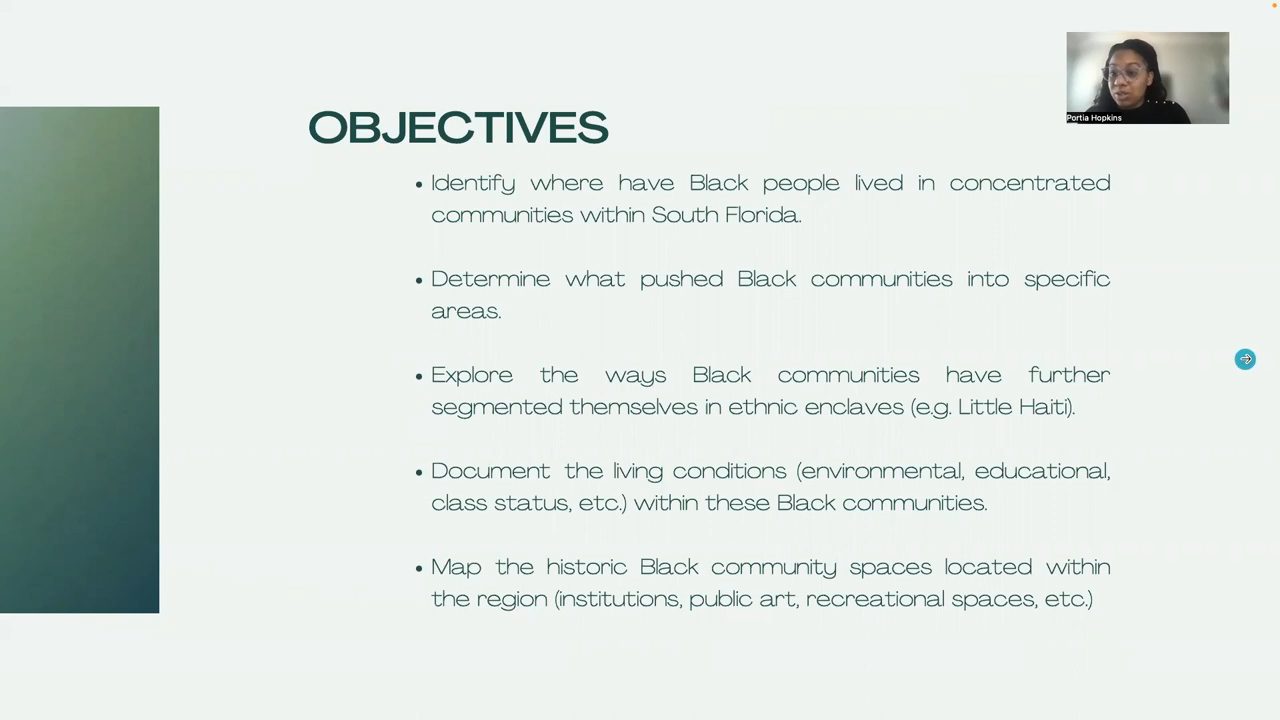 Portia Hopkins
OBJECTIVES
• Identify where have Black people lived in concentrated
communities within South Florida.
• Determine what pushed Black communities into specific
areas.
• Explore the ways Black communities have further
segmented themselves in ethnic enclaves (e.g. Little Haiti).
• Document the living conditions (environmental, educational,
class status, etc.) within these Black communities.
• Map the historic Black community spaces located within
the region (institutions, public art, recreational spaces, etc.)